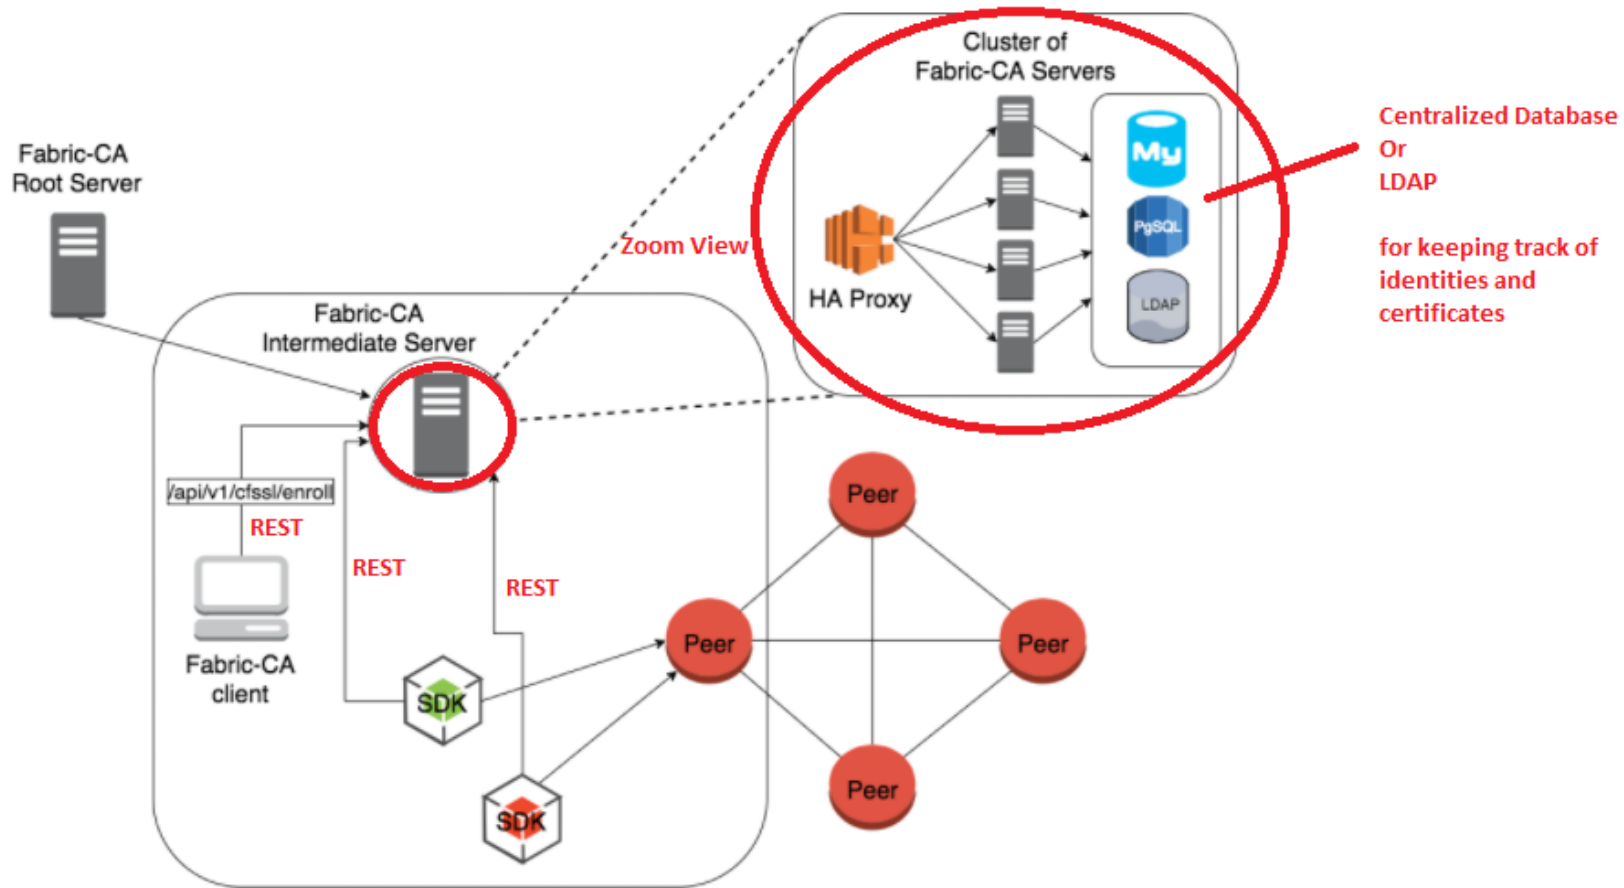 Cluster of
Fabric-CA Servers
My
PgSQL
LDAP
HA Proxy
Zoom View
Centralized Database
Or
LDAP
for keeping track of
identities and
certificates
Fabric-CA
Root Server
Fabric-CA
Intermediate Server
/api/v1/cfssl/enroll
REST
REST
REST
Fabric-CA
client
SDK
SDK
Peer
Peer
Peer
Peer